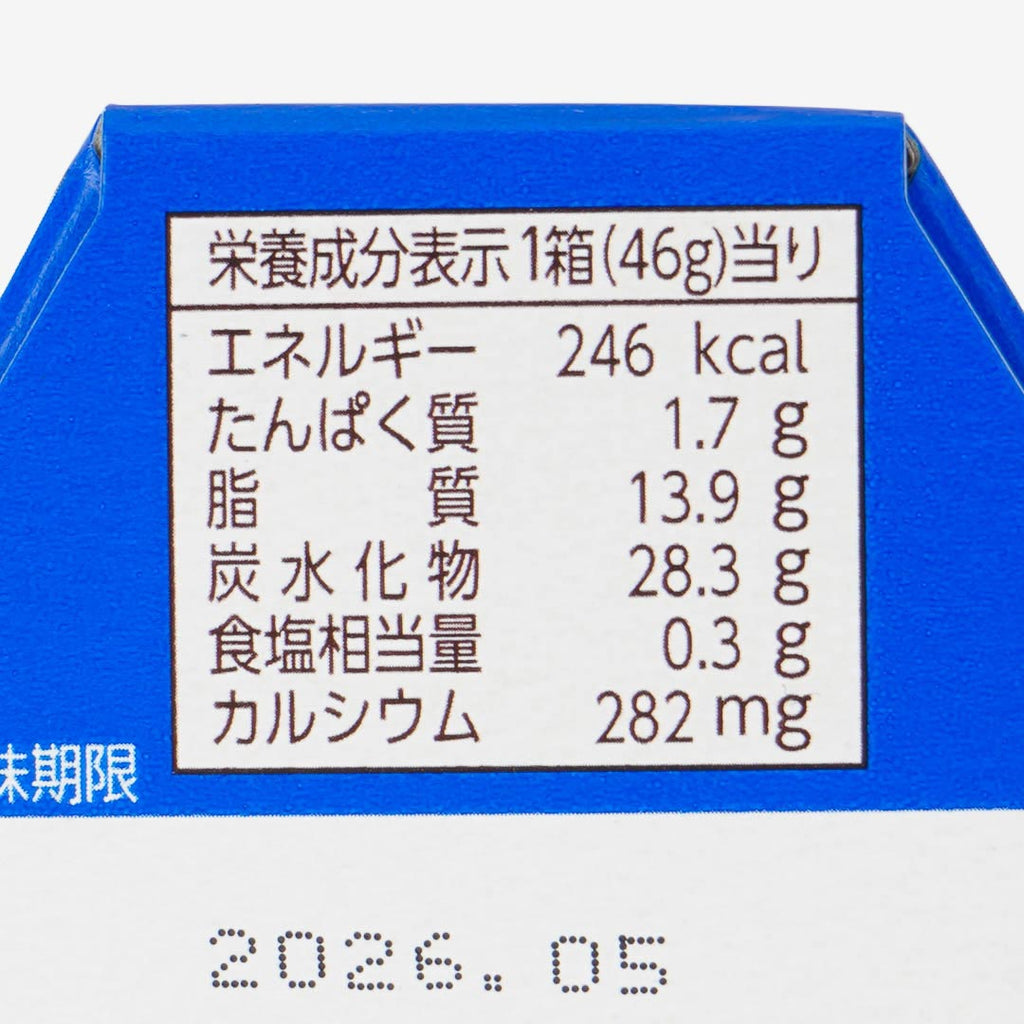 栄養成分表示 1箱(46g)当り
エネルギー 246 kcal
たんぱく質 1.7 g
脂質 13.9 g
炭水化物 28.3 g
食塩相当量 0.3 g
カルシウム 282 mg
味期限
2026.05